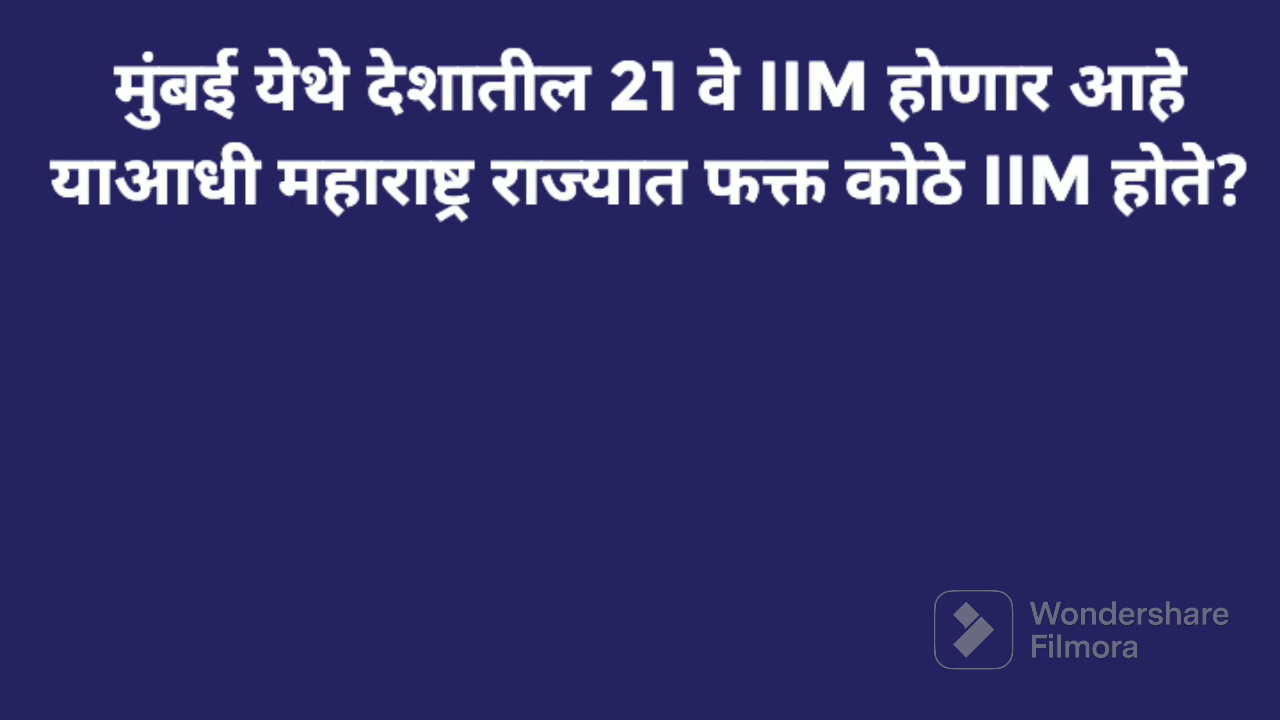 मुंबई येथे देशातील 21 वे IIM होणार आहे
याआधी महाराष्ट्र राज्यात फक्त कोठे IIM होते?
Wondershare
Filmora